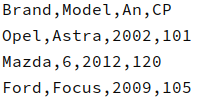 Brand,Model,An,CP
Opel,Astra,2002,101
Mazda,6,2012,120
Ford,Focus,2009,105